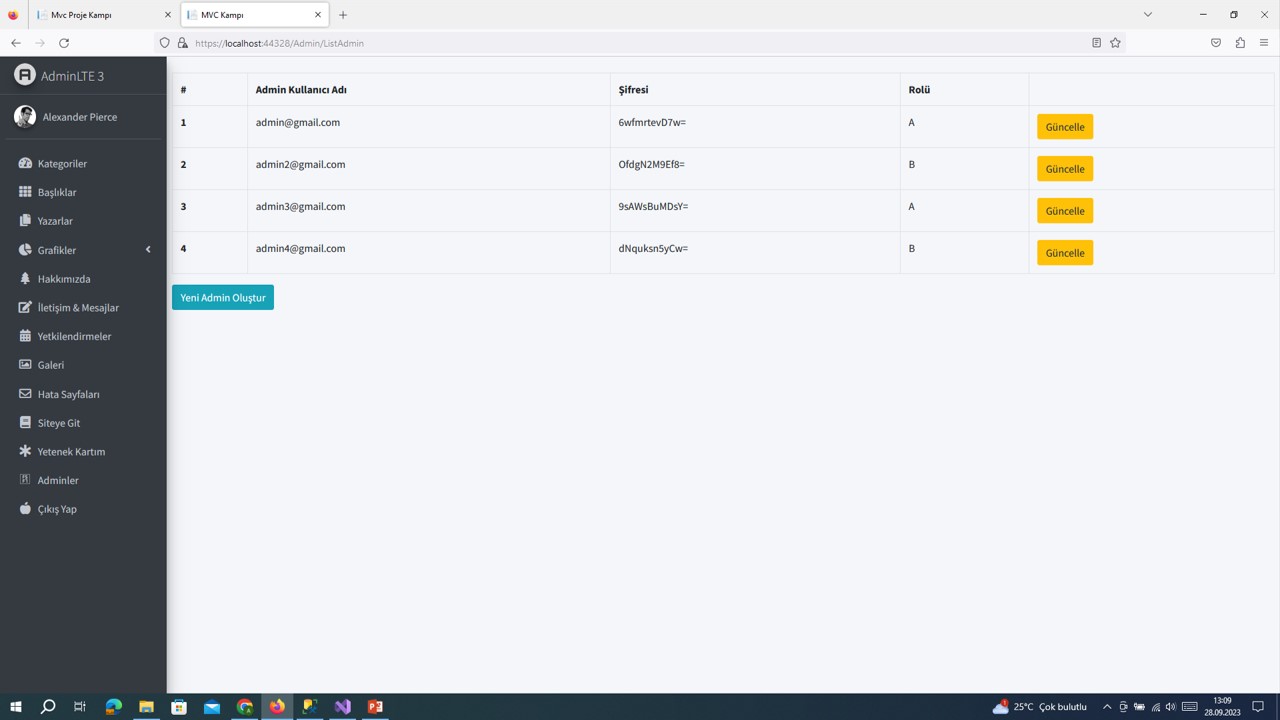 Mvc Proje Kampı
MVC Kampı
https://localhost:44328/Admin/ListAdmin
AdminLTE 3
Alexander Pierce
Kategoriler
Başlıklar
Yazarlar
Grafikler
Hakkımızda
İletişim & Mesajlar
Yetkilendirmeler
Galeri
Hata Sayfaları
Siteye Git
Yetenek Kartım
Adminler
Çıkış Yap
# Admin Kullanıcı Adı Şifresi Rolü
1 admin@gmail.com 6wfmrtevD7w= A Güncelle
2 admin2@gmail.com OfdgN2M9Ef8= B Güncelle
3 admin3@gmail.com 9sAWsBuMDsY= A Güncelle
4 admin4@gmail.com dNquksn5yCw= B Güncelle
Yeni Admin Oluştur
25°C Çok bulutlu
13:09
28.09.2023